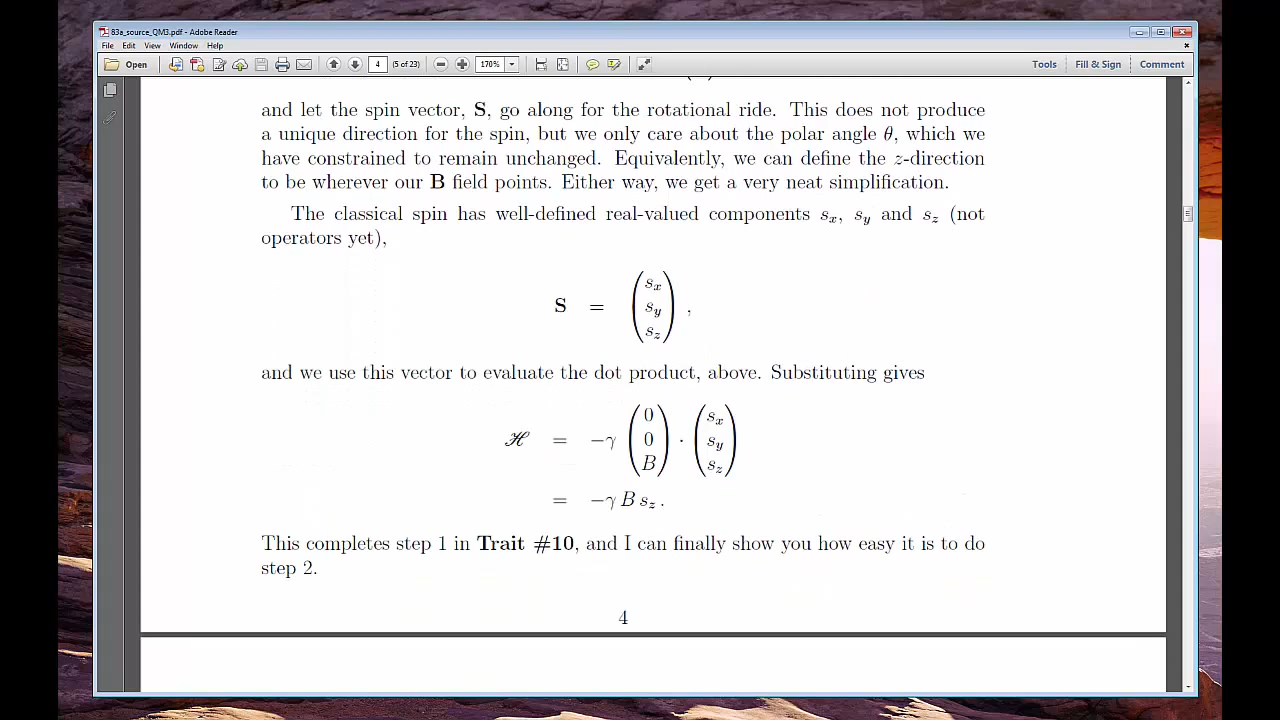 83a_source_QM3.pdf - Adobe Reader
File Edit View Window Help
Open 4 (5 of 23) 170% Tools Fill & Sign Comment
and let the spin vector, S, go along for the rotational ride. This does not produce
a unique direction for the spin, but we only care about the polar angle θ, which we
have constrained to remain unchanged. Equivalently, we can define the z-direction
to be wherever our B field points. Either way, we get a very neat simplification.
The classical spin has well-defined real-valued components s_x, s_y and s_z (not
operators yet),
S = (s_x s_y s_z) ,
and we use this vector to evaluate the dot product, above. Substituting gives
ℋ = −γ (0 0 B) · (s_x s_y s_z)
= −γ B s_z .
This competes step 1 in Trait #10, and I can finally show you how easy it is to do
step 2.
4